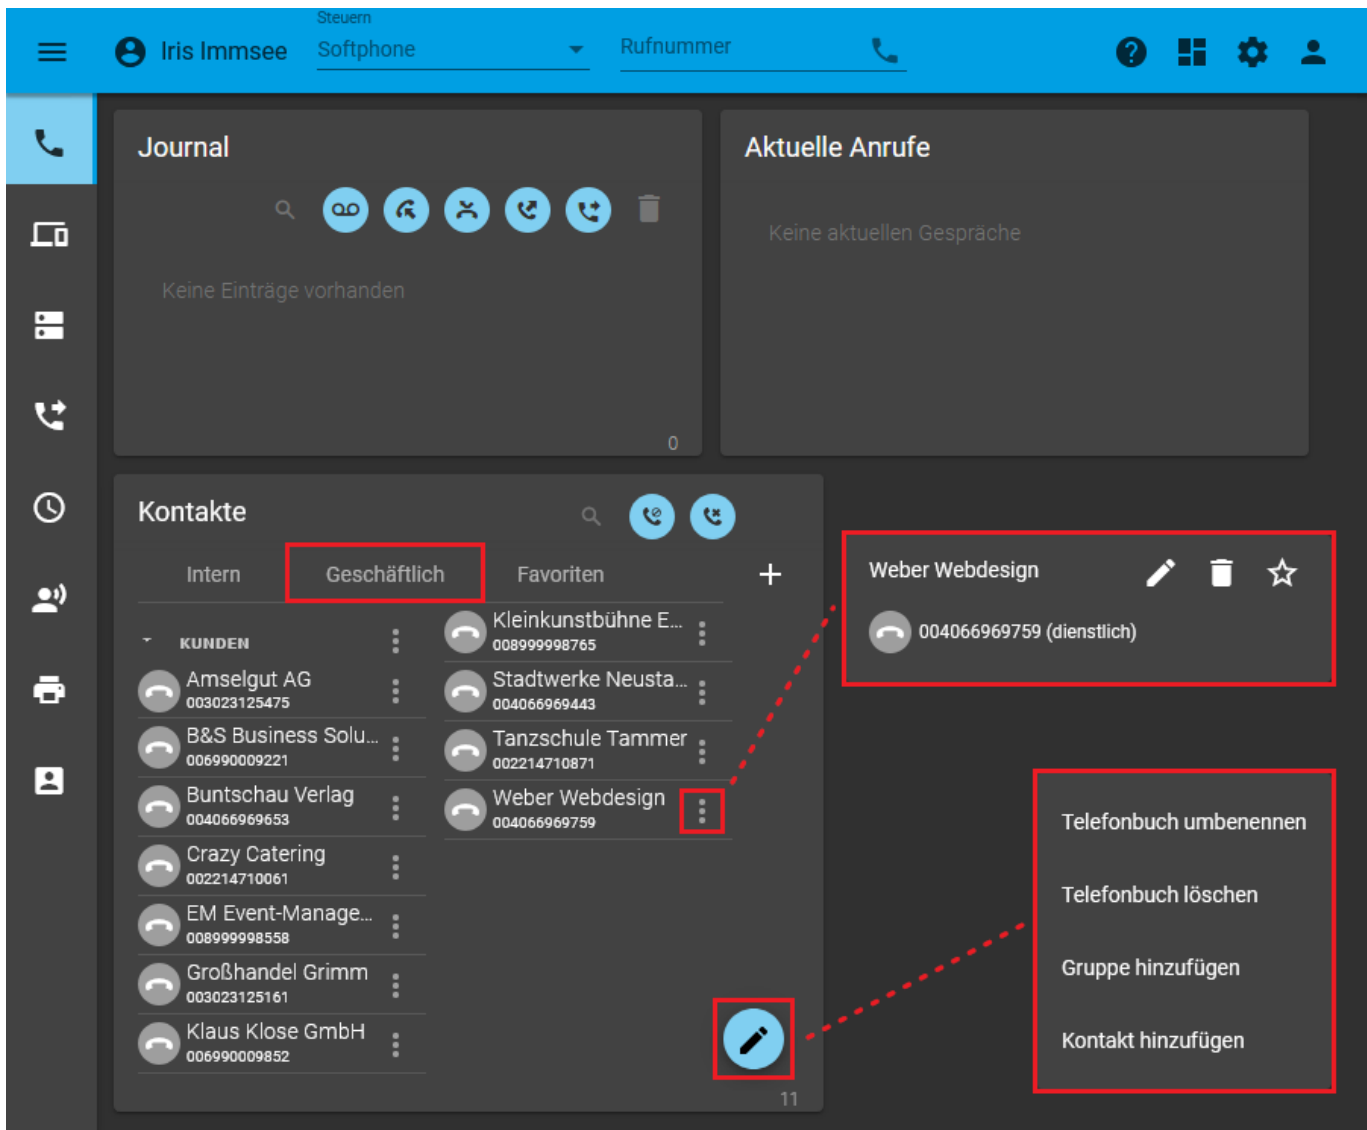 Steuern
Iris Immsee
Softphone
Rufnummer
Journal
Keine Einträge vorhanden
0
Aktuelle Anrufe
Keine aktuellen Gespräche
Kontakte
Intern
Geschäftlich
Favoriten
KUNDEN
Amselgut AG
003023125475
B&S Business Solu...
006990009221
Buntschau Verlag
004066969653
Crazy Catering
002214710061
EM Event-Manage...
008999998558
Großhandel Grimm
003023125161
Klaus Klose GmbH
006990009852
Kleinkunstbühne E...
008999998765
Stadtwerke Neusta...
004066969443
Tanzschule Tammer
002214710871
Weber Webdesign
004066969759
11
Weber Webdesign
004066969759 (dienstlich)
Telefonbuch umbenennen
Telefonbuch löschen
Gruppe hinzufügen
Kontakt hinzufügen